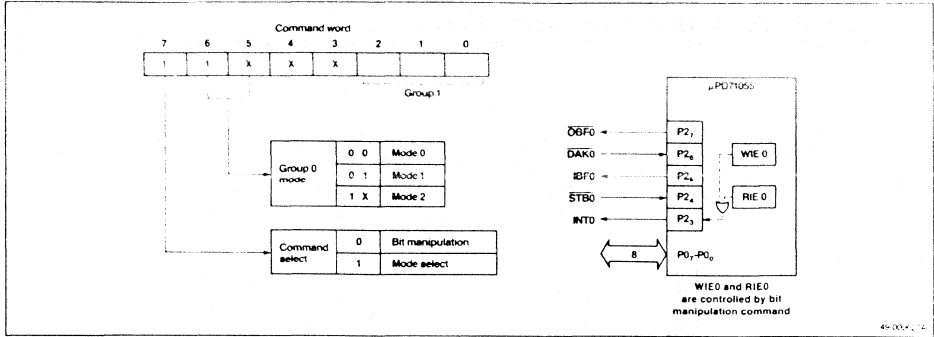 Command word
7 6 5 4 3 2 1 0
1 1 X X X
Group 1
Group 0 mode
0 0 Mode 0
0 1 Mode 1
1 X Mode 2
Command select
0 Bit manipulation
1 Mode select
μPD71055
OBF0 P2₇
DAK0 P2₆
WIE 0
IBF0
STB0 P2₄
RIE 0
INT0 P2₃
8 P0₇-P0₀
WIE0 and RIE0
are controlled by bit
manipulation command